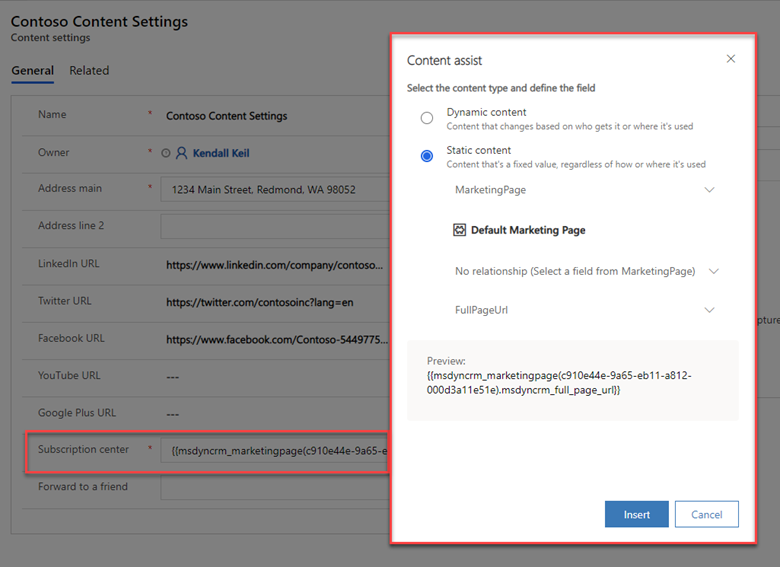 Contoso Content Settings
Content settings
General Related
Name * Contoso Content Settings
Owner * Kendall Keil
Address main * 1234 Main Street, Redmond, WA 98052
Address line 2
LinkedIn URL https://www.linkedin.com/company/contoso...
Twitter URL https://twitter.com/contosoinc?lang=en
Facebook URL https://www.facebook.com/Contoso-5449775...
YouTube URL ---
Google Plus URL ---
Subscription center * {{msdyncrm_marketingpage(c910e44e-9a65-e
Forward to a friend
Content assist
Select the content type and define the field
Dynamic content
Content that changes based on who gets it or where it's used
Static content
Content that's a fixed value, regardless of how or where it's used
MarketingPage
Default Marketing Page
No relationship (Select a field from MarketingPage)
FullPageUrl
Preview:
{{msdyncrm_marketingpage(c910e44e-9a65-eb11-a812-
000d3a11e51e).msdyncrm_full_page_url}}
Insert Cancel
pture